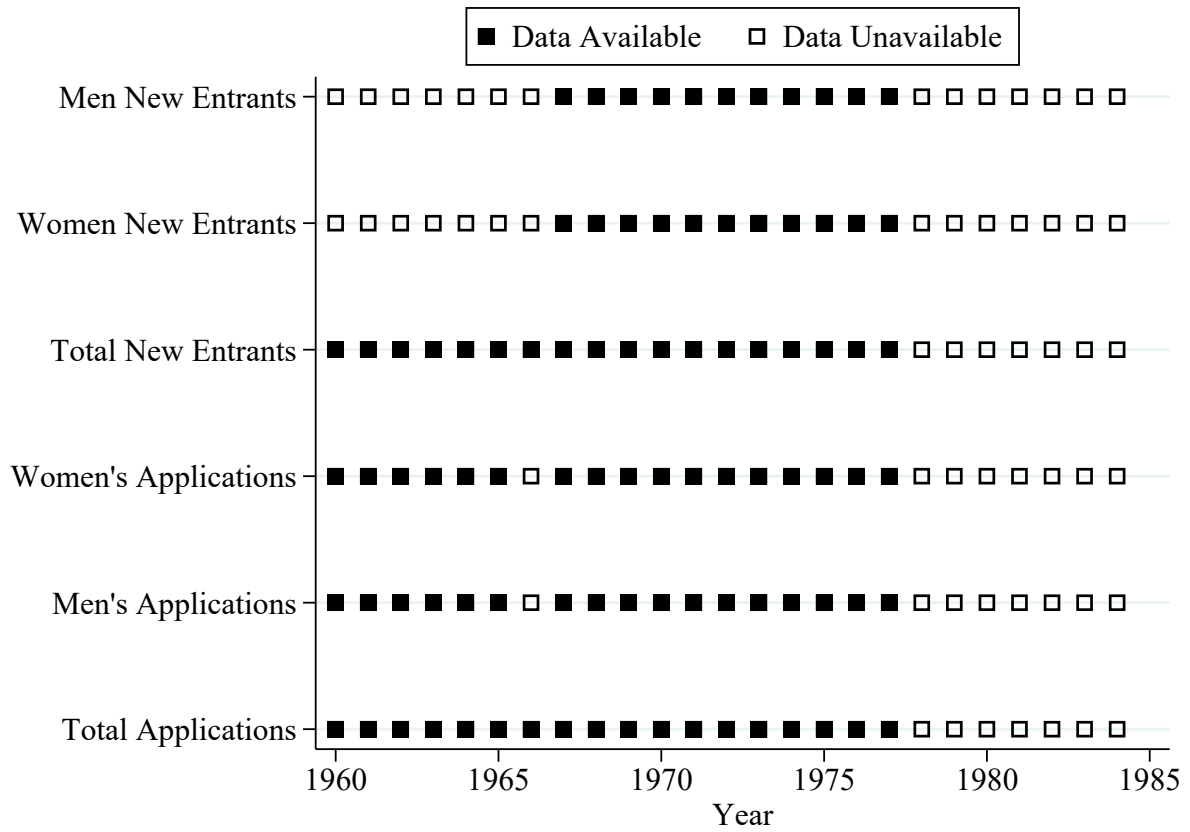 Data Available Data Unavailable
Men New Entrants
Women New Entrants
Total New Entrants
Women's Applications
Men's Applications
Total Applications
1960 1965 1970 1975 1980 1985
Year